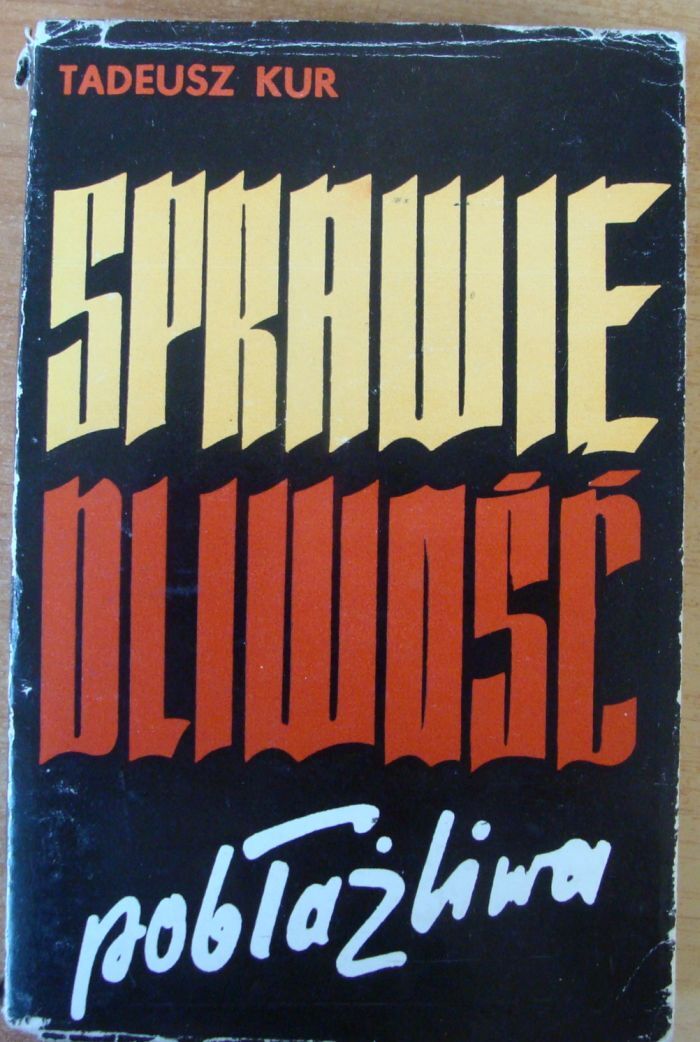 TADEUSZ KUR
SPRAWIE
DLIWOŚĆ
pobłażliwa